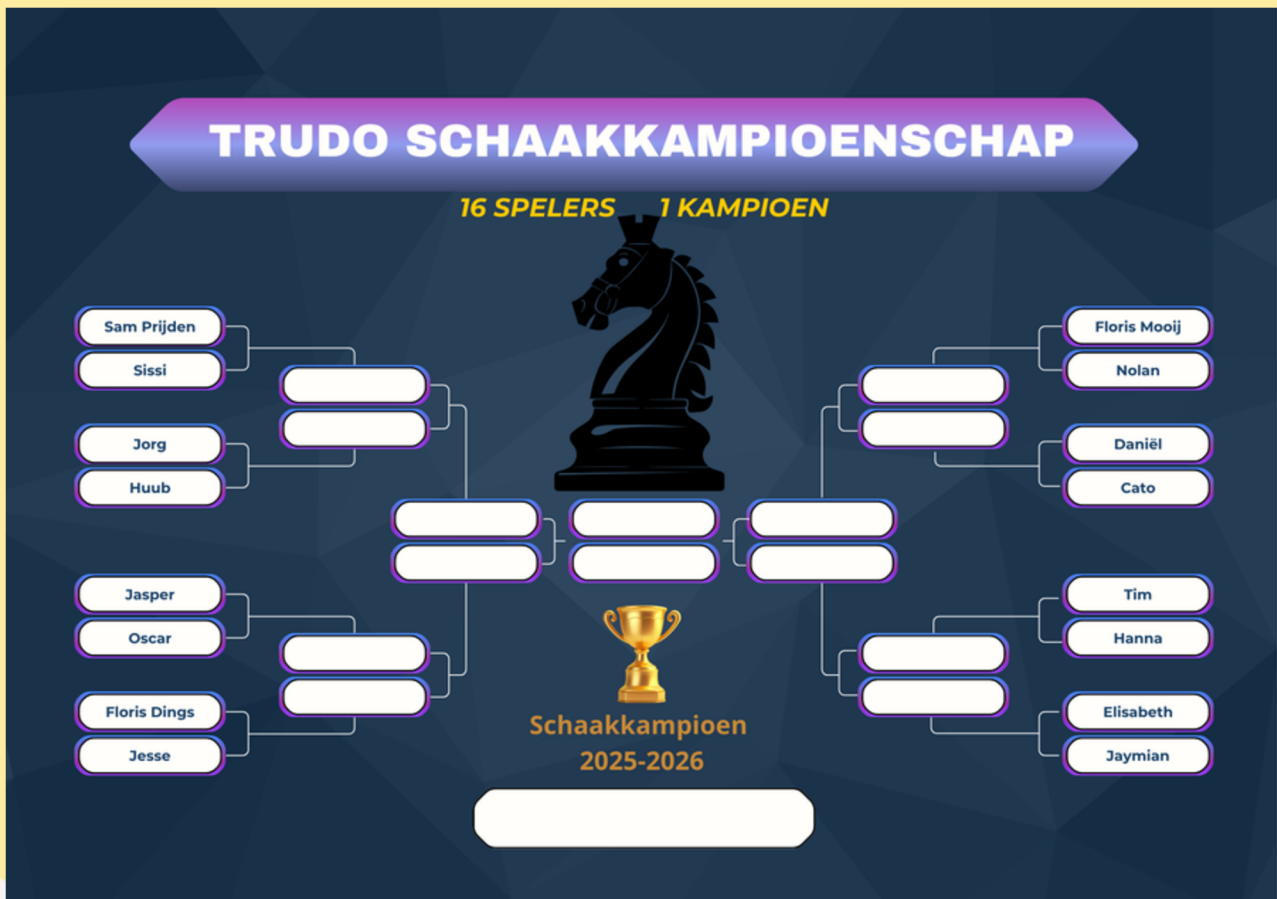 TRUDO SCHAAKKAMPIOENSCHAP
16 SPELERS 1 KAMPIOEN
Sam Prijden
Sissi
Jorg
Huub
Jasper
Oscar
Floris Dings
Jesse
Floris Mooij
Nolan
Daniël
Cato
Tim
Hanna
Elisabeth
Jaymian
Schaakkampioen
2025-2026